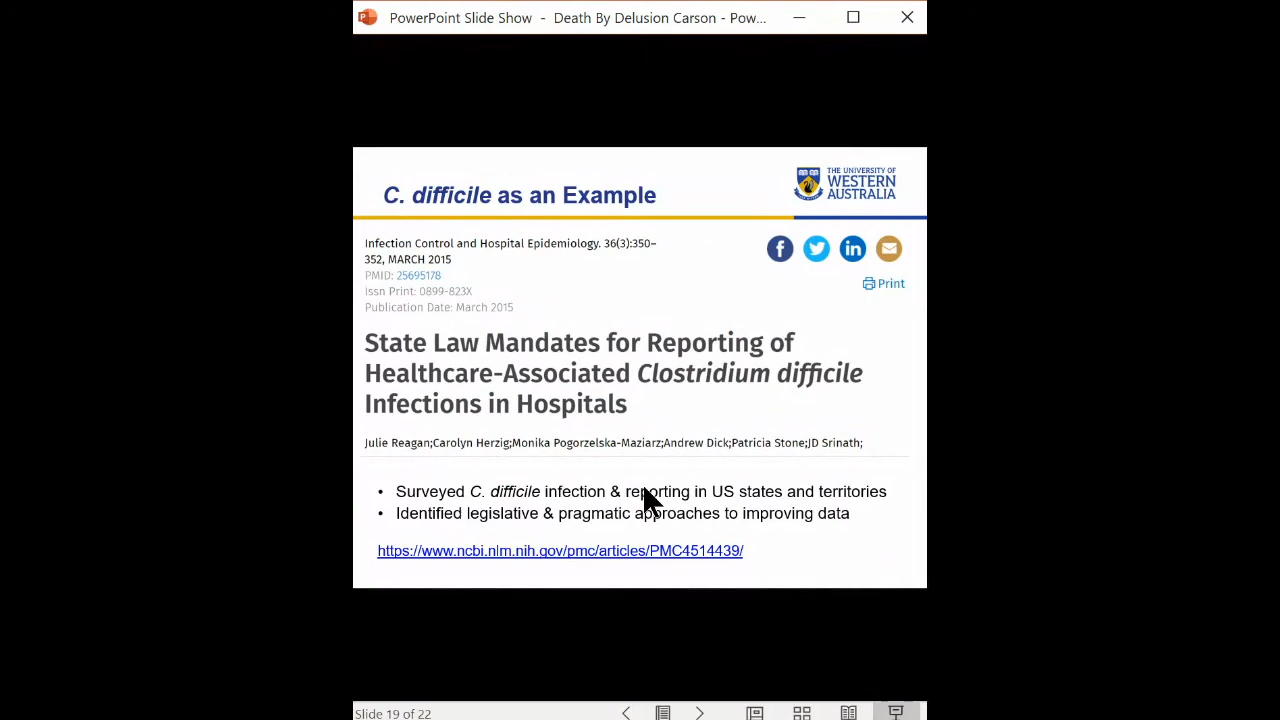 PowerPoint Slide Show - Death By Delusion Carson - Pow...
C. difficile as an Example
THE UNIVERSITY OF
WESTERN
AUSTRALIA
Infection Control and Hospital Epidemiology. 36(3):350–
352, MARCH 2015
PMID: 25695178
Issn Print: 0899-823X
Publication Date: March 2015
Print
State Law Mandates for Reporting of
Healthcare-Associated Clostridium difficile
Infections in Hospitals
Julie Reagan;Carolyn Herzig;Monika Pogorzelska-Maziarz;Andrew Dick;Patricia Stone;JD Srinath;
• Surveyed C. difficile infection & reporting in US states and territories
• Identified legislative & pragmatic approaches to improving data
https://www.ncbi.nlm.nih.gov/pmc/articles/PMC4514439/
Slide 19 of 22